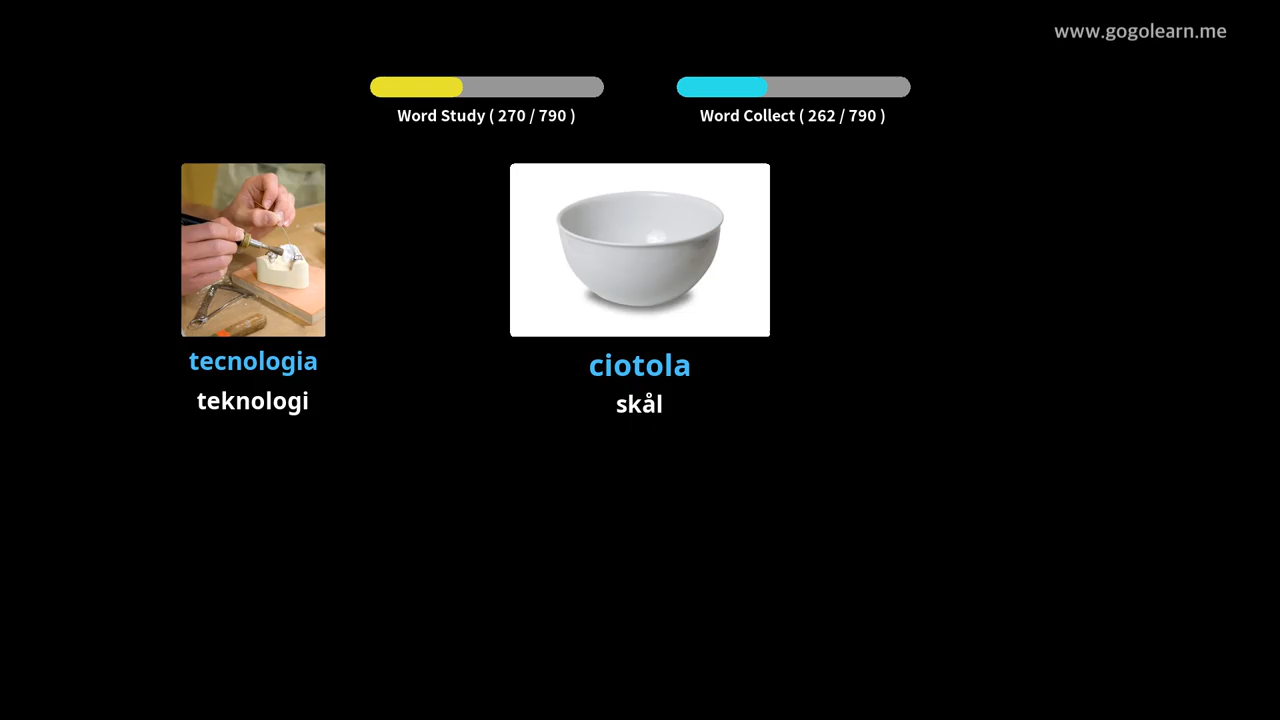 www.gogolearn.me
Word Study ( 270 / 790 )
Word Collect ( 262 / 790 )
tecnologia
teknologi
ciotola
skål